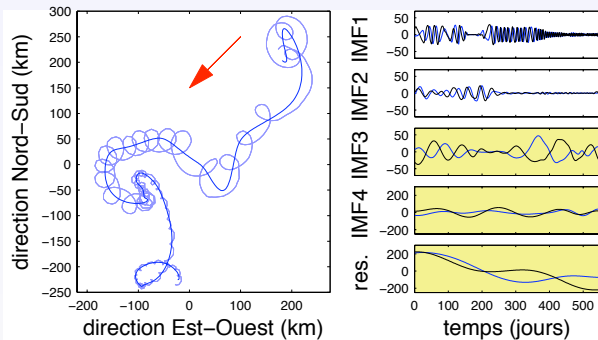 direction Nord−Sud (km)
300
250
200
150
100
50
0
−50
−100
−150
−200
−250
−200 −100 0 100 200 300
direction Est−Ouest (km)
IMF1
50
0
−50
IMF2
50
0
−50
IMF3
50
0
−50
IMF4
200
0
−200
res.
200
0
−200
0 100 200 300 400 500
temps (jours)